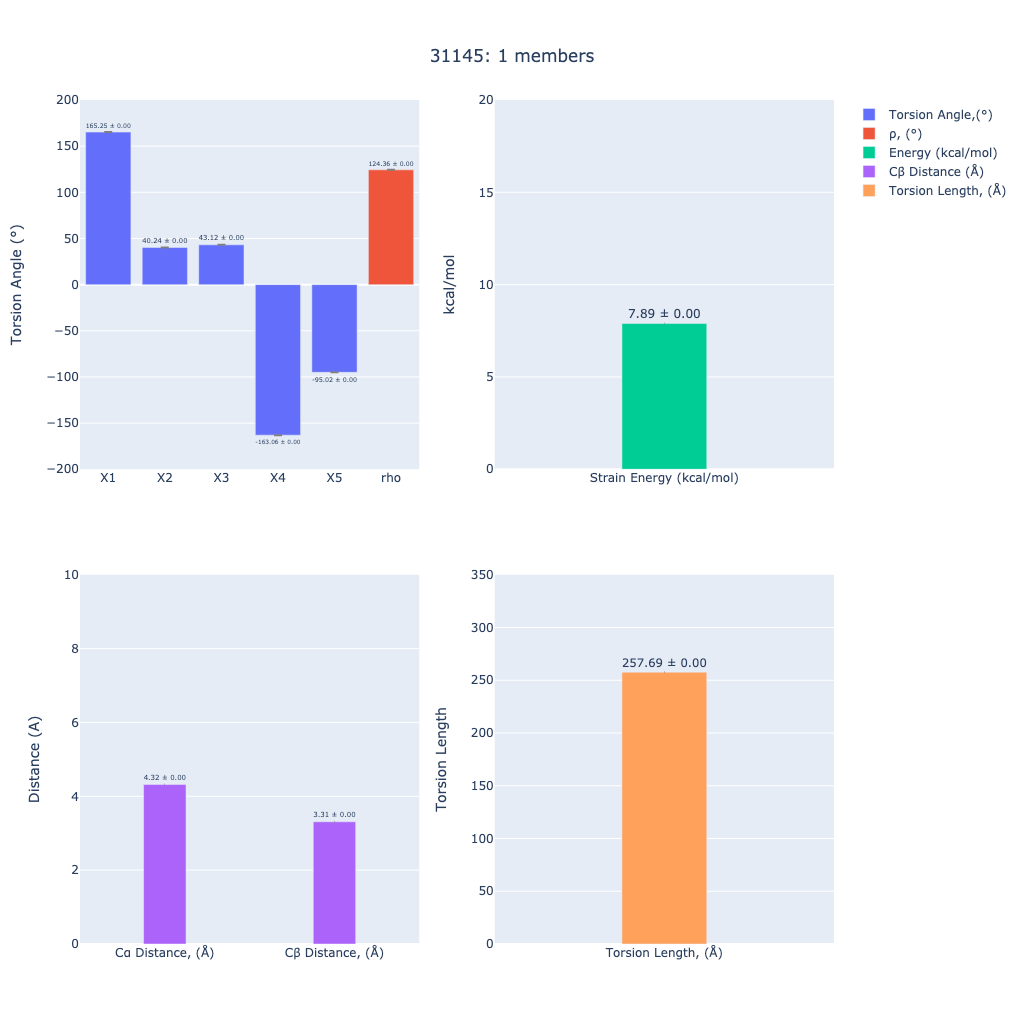 31145: 1 members
200
150
100
50
0
−50
−100
−150
−200
Torsion Angle (°)
165.25 ± 0.00
40.24 ± 0.00
43.12 ± 0.00
-163.06 ± 0.00
-95.02 ± 0.00
124.36 ± 0.00
X1 X2 X3 X4 X5 rho
20
15
10
5
0
kcal/mol
7.89 ± 0.00
Strain Energy (kcal/mol)
Torsion Angle,(°)
ρ, (°)
Energy (kcal/mol)
Cβ Distance (Å)
Torsion Length, (Å)
10
8
6
4
2
0
Distance (A)
4.32 ± 0.00
3.31 ± 0.00
Cα Distance, (Å) Cβ Distance, (Å)
350
300
250
200
150
100
50
0
Torsion Length
257.69 ± 0.00
Torsion Length, (Å)